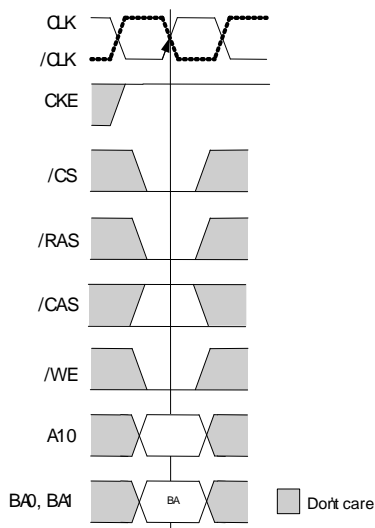 CLK
/CLK
CKE
/CS
/RAS
/CAS
/WE
A10
BA0, BA1
BA
Don't care